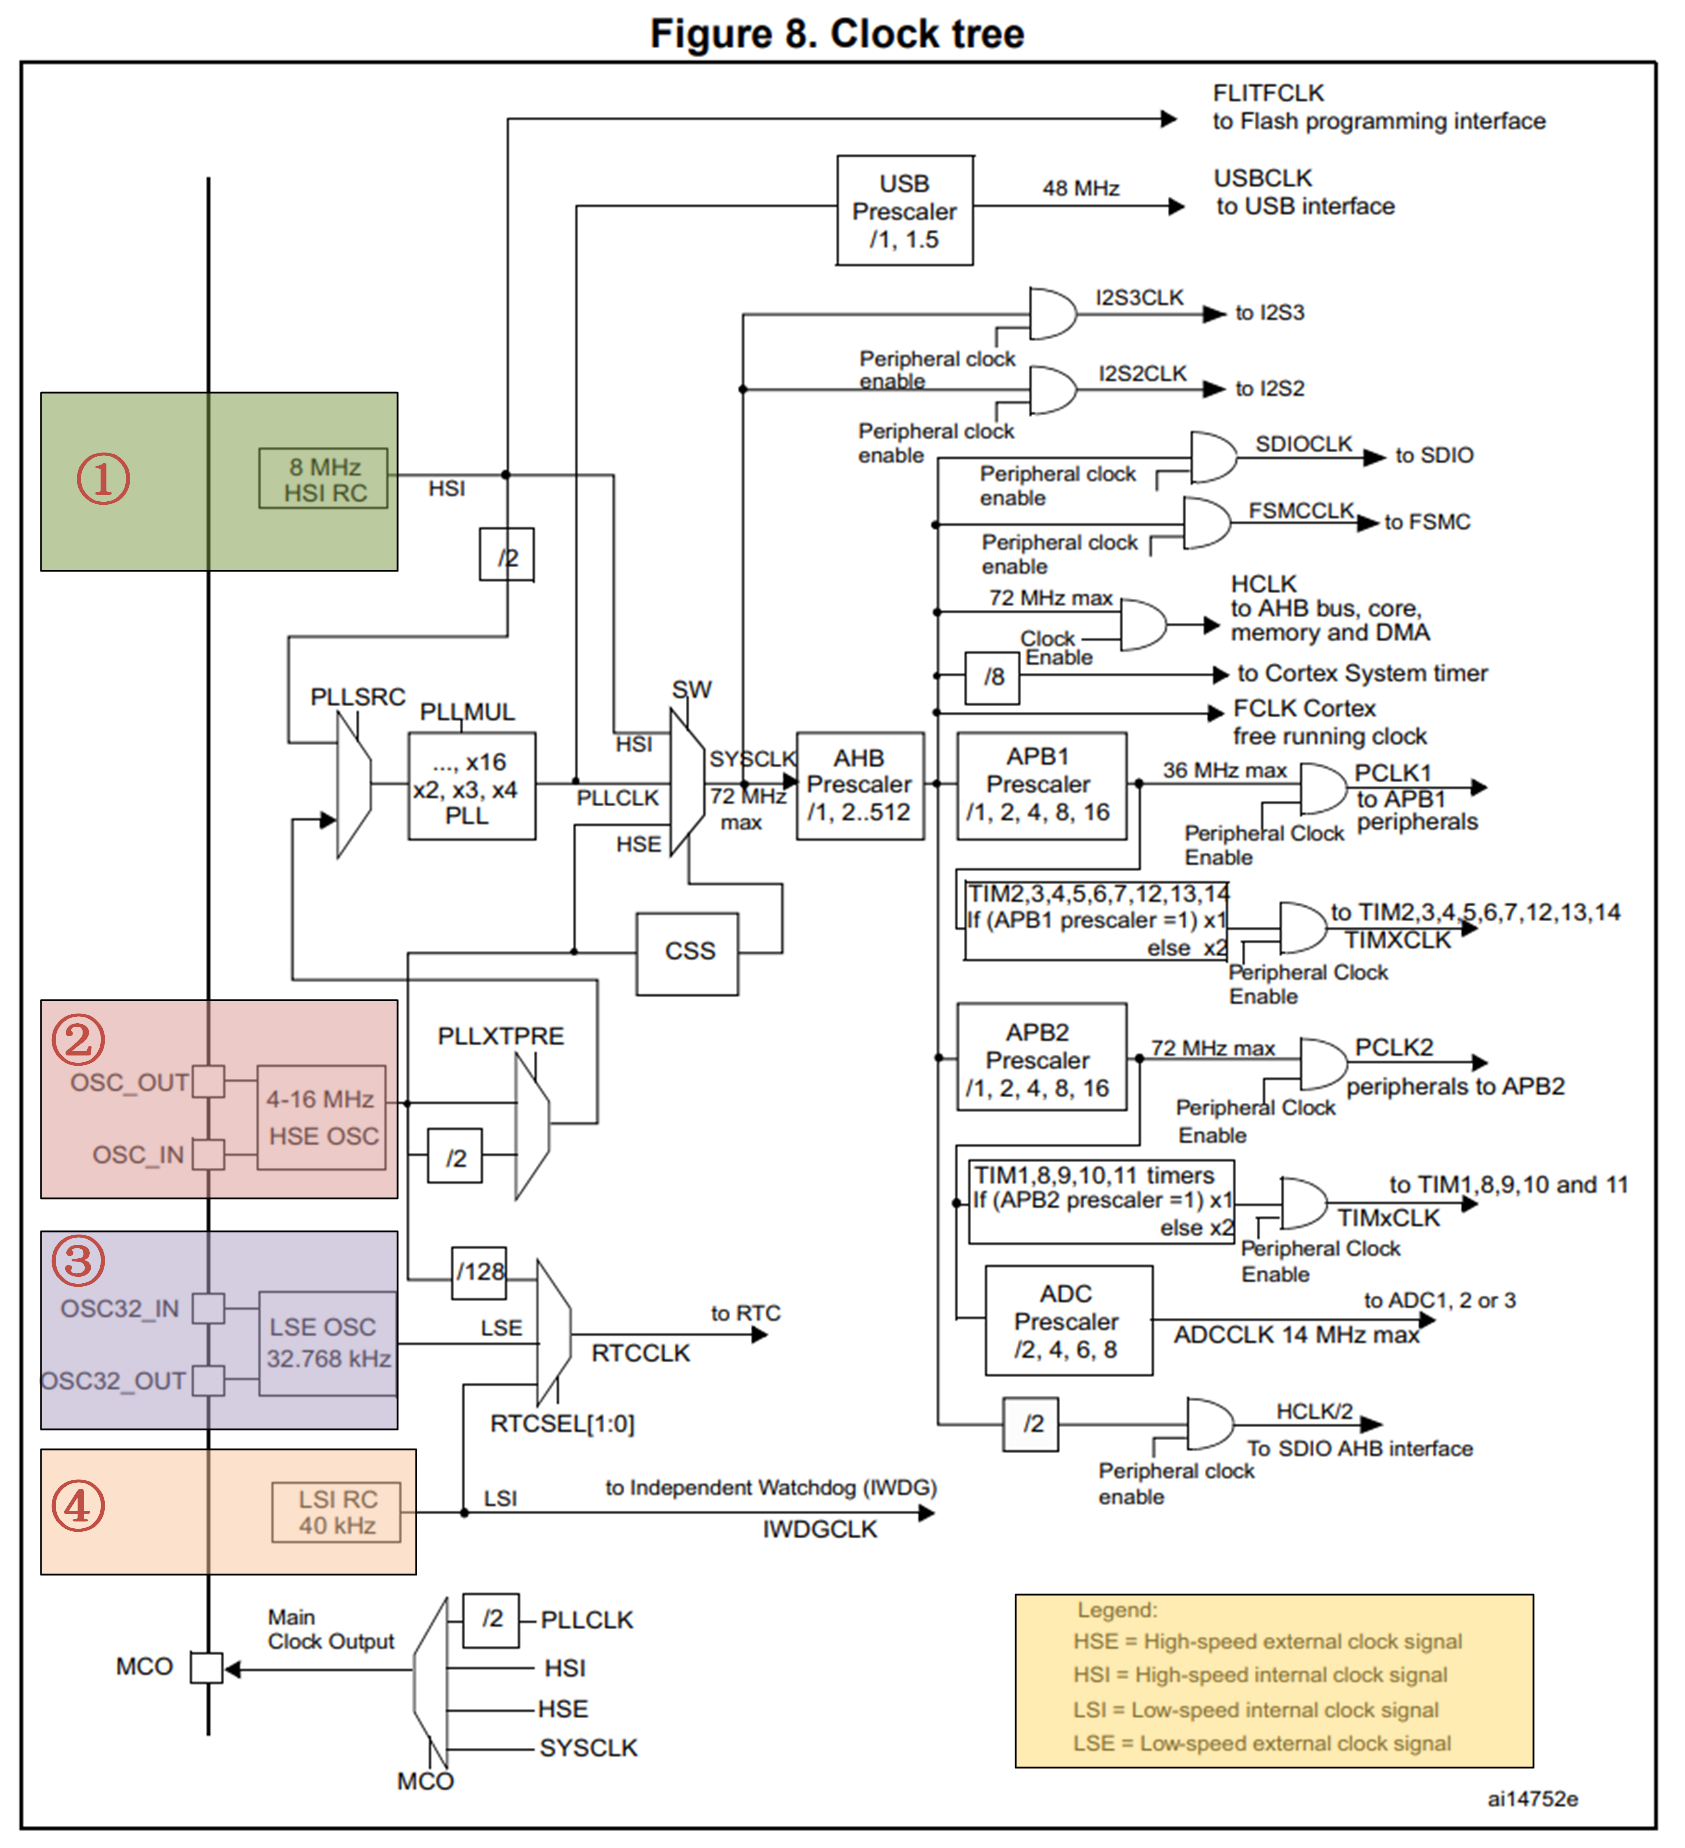 Figure 8. Clock tree
FLITFCLK
to Flash programming interface
USB
Prescaler
/1, 1.5
48 MHz
USBCLK
to USB interface
I2S3CLK
to I2S3
Peripheral clock
enable
I2S2CLK
to I2S2
Peripheral clock
enable
SDIOCLK
to SDIO
Peripheral clock
enable
FSMCCLK
to FSMC
Peripheral clock
enable
①
8 MHz
HSI RC
HSI
/2
72 MHz max
Clock
Enable
HCLK
to AHB bus, core,
memory and DMA
/8
to Cortex System timer
FCLK Cortex
free running clock
PLLSRC
PLLMUL
..., x16
x2, x3, x4
PLL
SW
HSI
PLLCLK
HSE
SYSCLK
72 MHz
max
AHB
Prescaler
/1, 2..512
APB1
Prescaler
/1, 2, 4, 8, 16
36 MHz max
PCLK1
to APB1
peripherals
Peripheral Clock
Enable
TIM2,3,4,5,6,7,12,13,14
If (APB1 prescaler =1) x1
else x2
to TIM2,3,4,5,6,7,12,13,14
TIMXCLK
Peripheral Clock
Enable
CSS
②
OSC_OUT
OSC_IN
4-16 MHz
HSE OSC
PLLXTPRE
/2
APB2
Prescaler
/1, 2, 4, 8, 16
72 MHz max
PCLK2
peripherals to APB2
Peripheral Clock
Enable
TIM1,8,9,10,11 timers
If (APB2 prescaler =1) x1
else x2
to TIM1,8,9,10 and 11
TIMxCLK
Peripheral Clock
Enable
③
OSC32_IN
OSC32_OUT
LSE OSC
32.768 kHz
/128
LSE
to RTC
RTCCLK
RTCSEL[1:0]
ADC
Prescaler
/2, 4, 6, 8
to ADC1, 2 or 3
ADCCLK 14 MHz max
/2
HCLK/2
To SDIO AHB interface
Peripheral clock
enable
④
LSI RC
40 kHz
LSI
to Independent Watchdog (IWDG)
IWDGCLK
Main
Clock Output
MCO
/2
PLLCLK
HSI
HSE
SYSCLK
MCO
Legend:
HSE = High-speed external clock signal
HSI = High-speed internal clock signal
LSI = Low-speed internal clock signal
LSE = Low-speed external clock signal
ai14752e